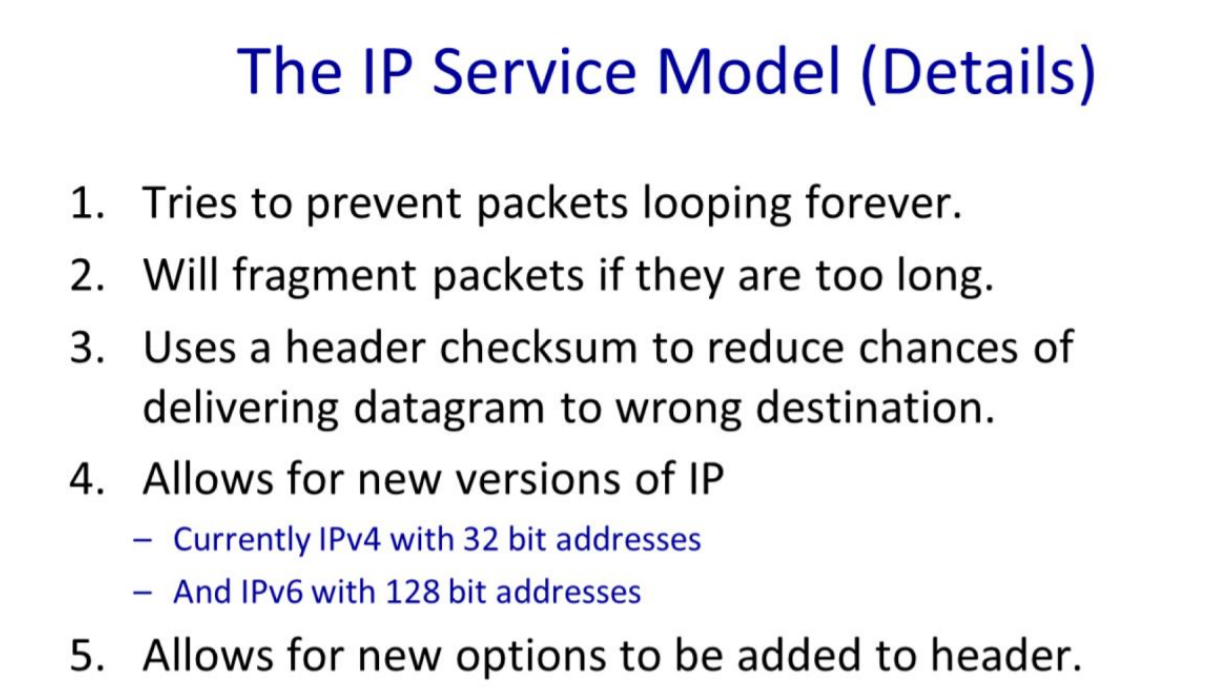 The IP Service Model (Details)
1. Tries to prevent packets looping forever.
2. Will fragment packets if they are too long.
3. Uses a header checksum to reduce chances of
delivering datagram to wrong destination.
4. Allows for new versions of IP
– Currently IPv4 with 32 bit addresses
– And IPv6 with 128 bit addresses
5. Allows for new options to be added to header.